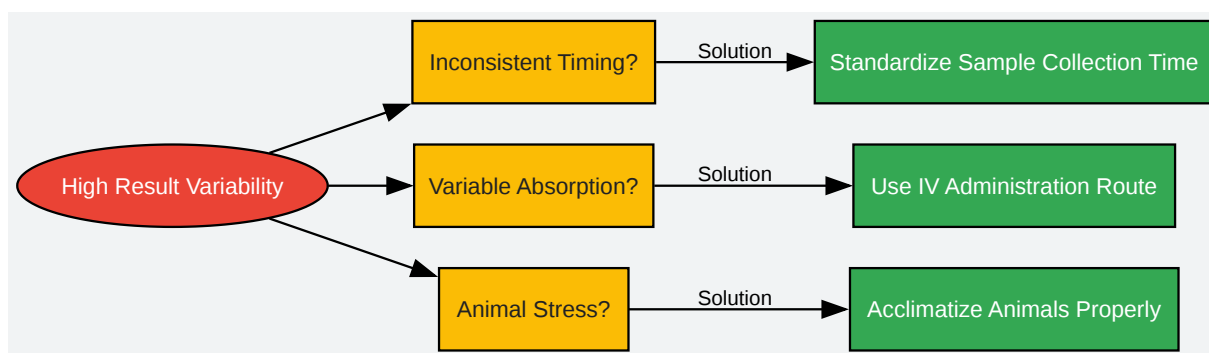 Inconsistent Timing?
Solution
Standardize Sample Collection Time
High Result Variability
Variable Absorption?
Solution
Use IV Administration Route
Animal Stress?
Solution
Acclimatize Animals Properly